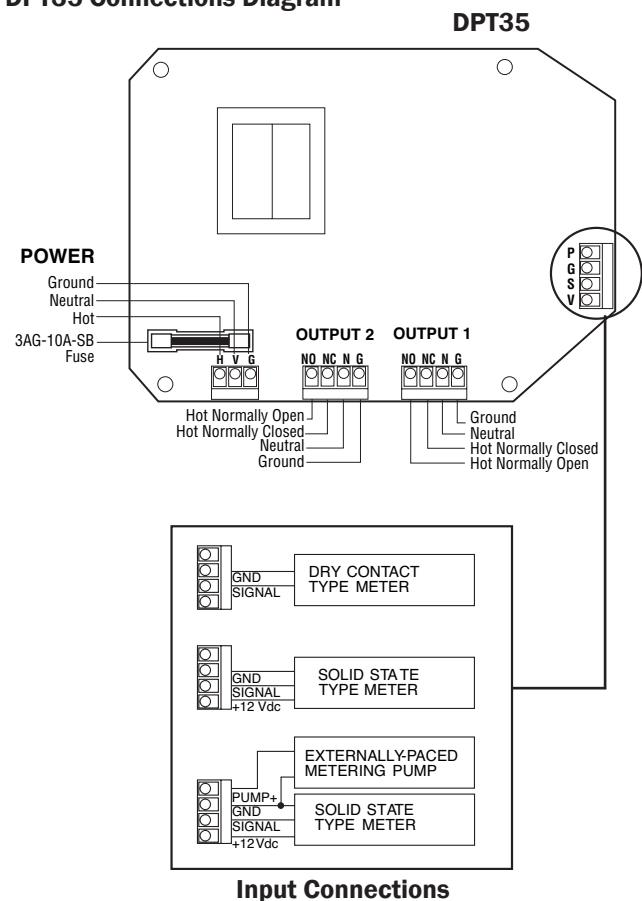 DPT35 Connections Diagram
DPT35
P
G
S
V
POWER
Ground
Neutral
Hot
3AG-10A-SB
Fuse
H V G
OUTPUT 2
NO NC N G
OUTPUT 1
NO NC N G
Hot Normally Open
Hot Normally Closed
Neutral
Ground
Ground
Neutral
Hot Normally Closed
Hot Normally Open
GND
SIGNAL
DRY CONTACT
TYPE METER
GND
SIGNAL
+12 Vdc
SOLID STATE
TYPE METER
EXTERNALLY-PACED
METERING PUMP
PUMP+
GND
SIGNAL
+12Vdc
SOLID STATE
TYPE METER
Input Connections